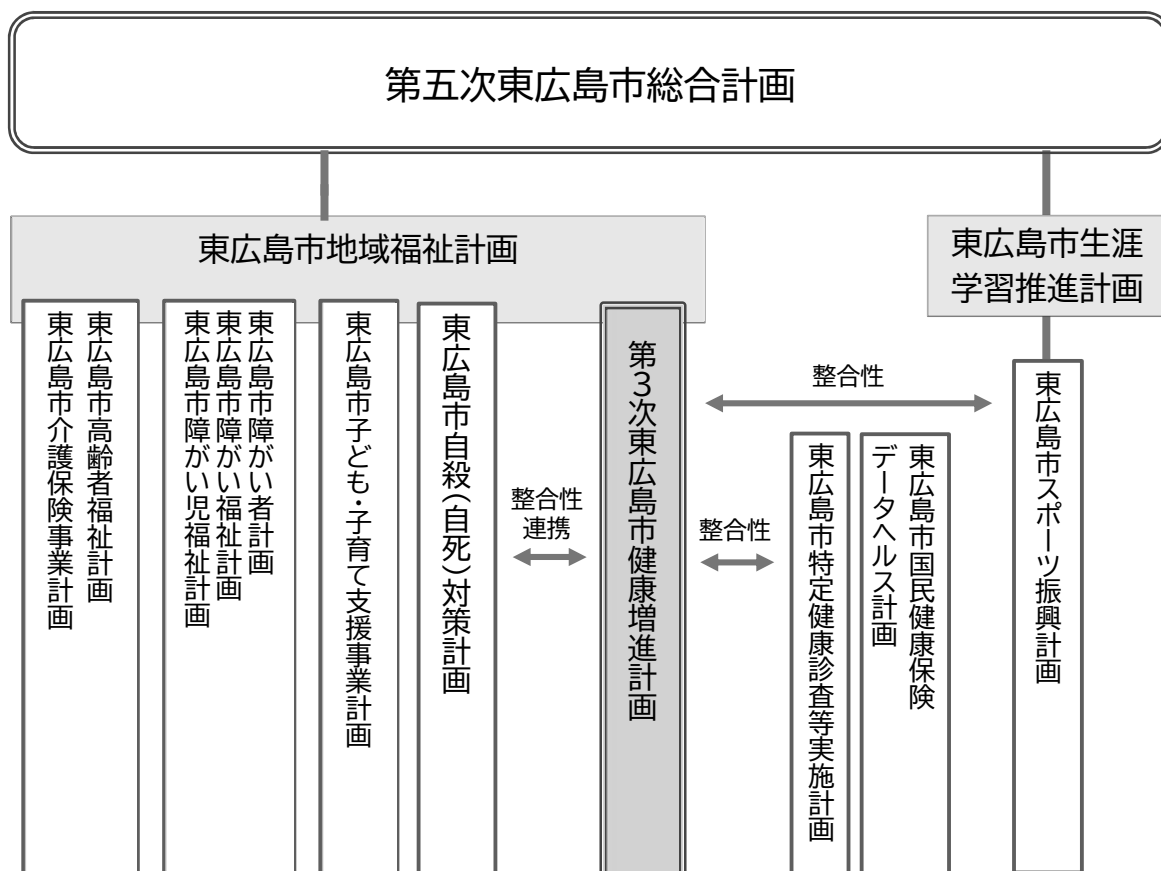 第五次東広島市総合計画
東広島市地域福祉計画
東広島市生涯
学習推進計画
東広島市高齢者福祉計画
東広島市介護保険事業計画
東広島市障がい者計画
東広島市障がい福祉計画
東広島市障がい児福祉計画
東広島市子ども・子育て支援事業計画
東広島市自殺(自死)対策計画
整合性
連携
第3次東広島市健康増進計画
整合性
整合性
東広島市特定健康診査等実施計画
東広島市国民健康保険
データヘルス計画
東広島市スポーツ振興計画